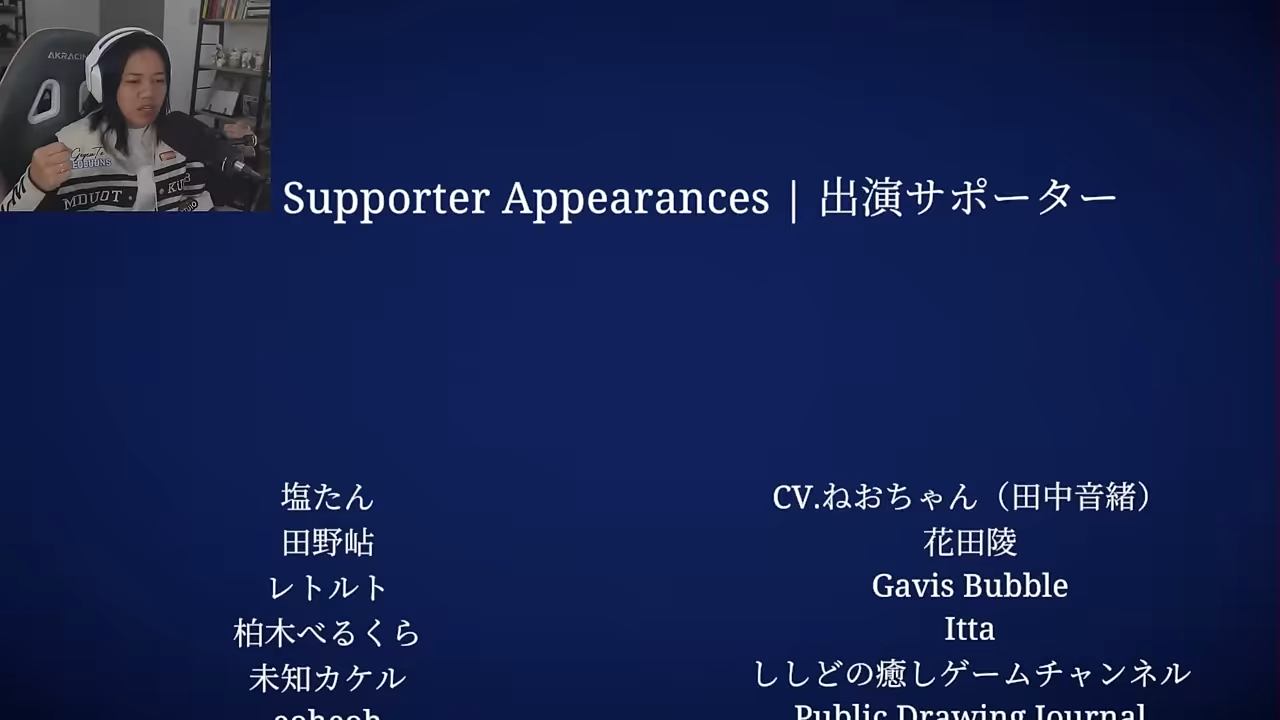 AKRACING
MDUOT • KU
Supporter Appearances | 出演サポーター
塩たん
CV.ねおちゃん（田中音緒）
田野岾
花田陵
レトルト
Gavis Bubble
柏木べるくら
Itta
未知カケル
ししどの癒しゲームチャンネル
Public Drawing Journal